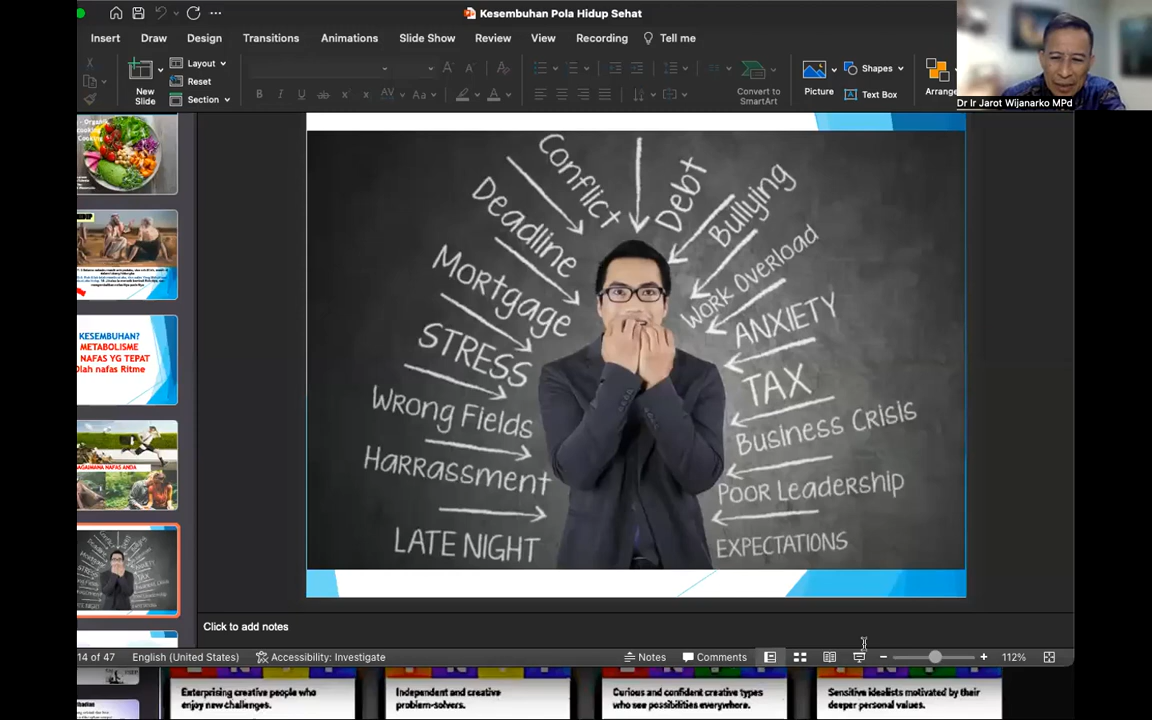 Kesembuhan Pola Hidup Sehat
Insert Draw Design Transitions Animations Slide Show Review View Recording Tell me
New Slide
Layout
Reset
Section
Convert to SmartArt
Picture
Shapes
Text Box
Arrange
Dr Ir Jarot Wijanarko MPd
KESEMBUHAN?
METABOLISME
NAFAS YG TEPAT
Olah nafas Ritme
BAGAIMANA NAFAS ANDA
Conflict
Debt
Deadline
Bullying
Mortgage
Work Overload
STRESS
ANXIETY
TAX
Wrong Fields
Business Crisis
Harrassment
Poor Leadership
LATE NIGHT
EXPECTATIONS
Click to add notes
14 of 47 English (United States) Accessibility: Investigate Notes Comments 112%
Enterprising creative people who
enjoy new challenges.
Independent and creative
problem-solvers.
Curious and confident creative types
who see possibilities everywhere.
Sensitive idealists motivated by their
deeper personal values.